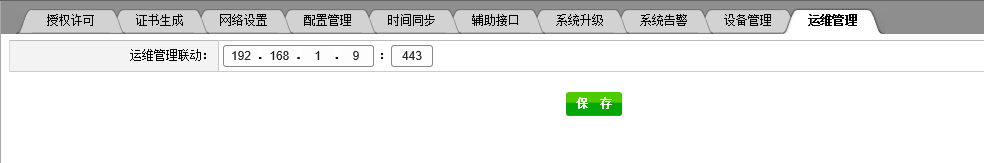 授权许可 证书生成 网络设置 配置管理 时间同步 辅助接口 系统升级 系统告警 设备管理 运维管理
运维管理联动: 192 . 168 . 1 . 9 : 443
保 存